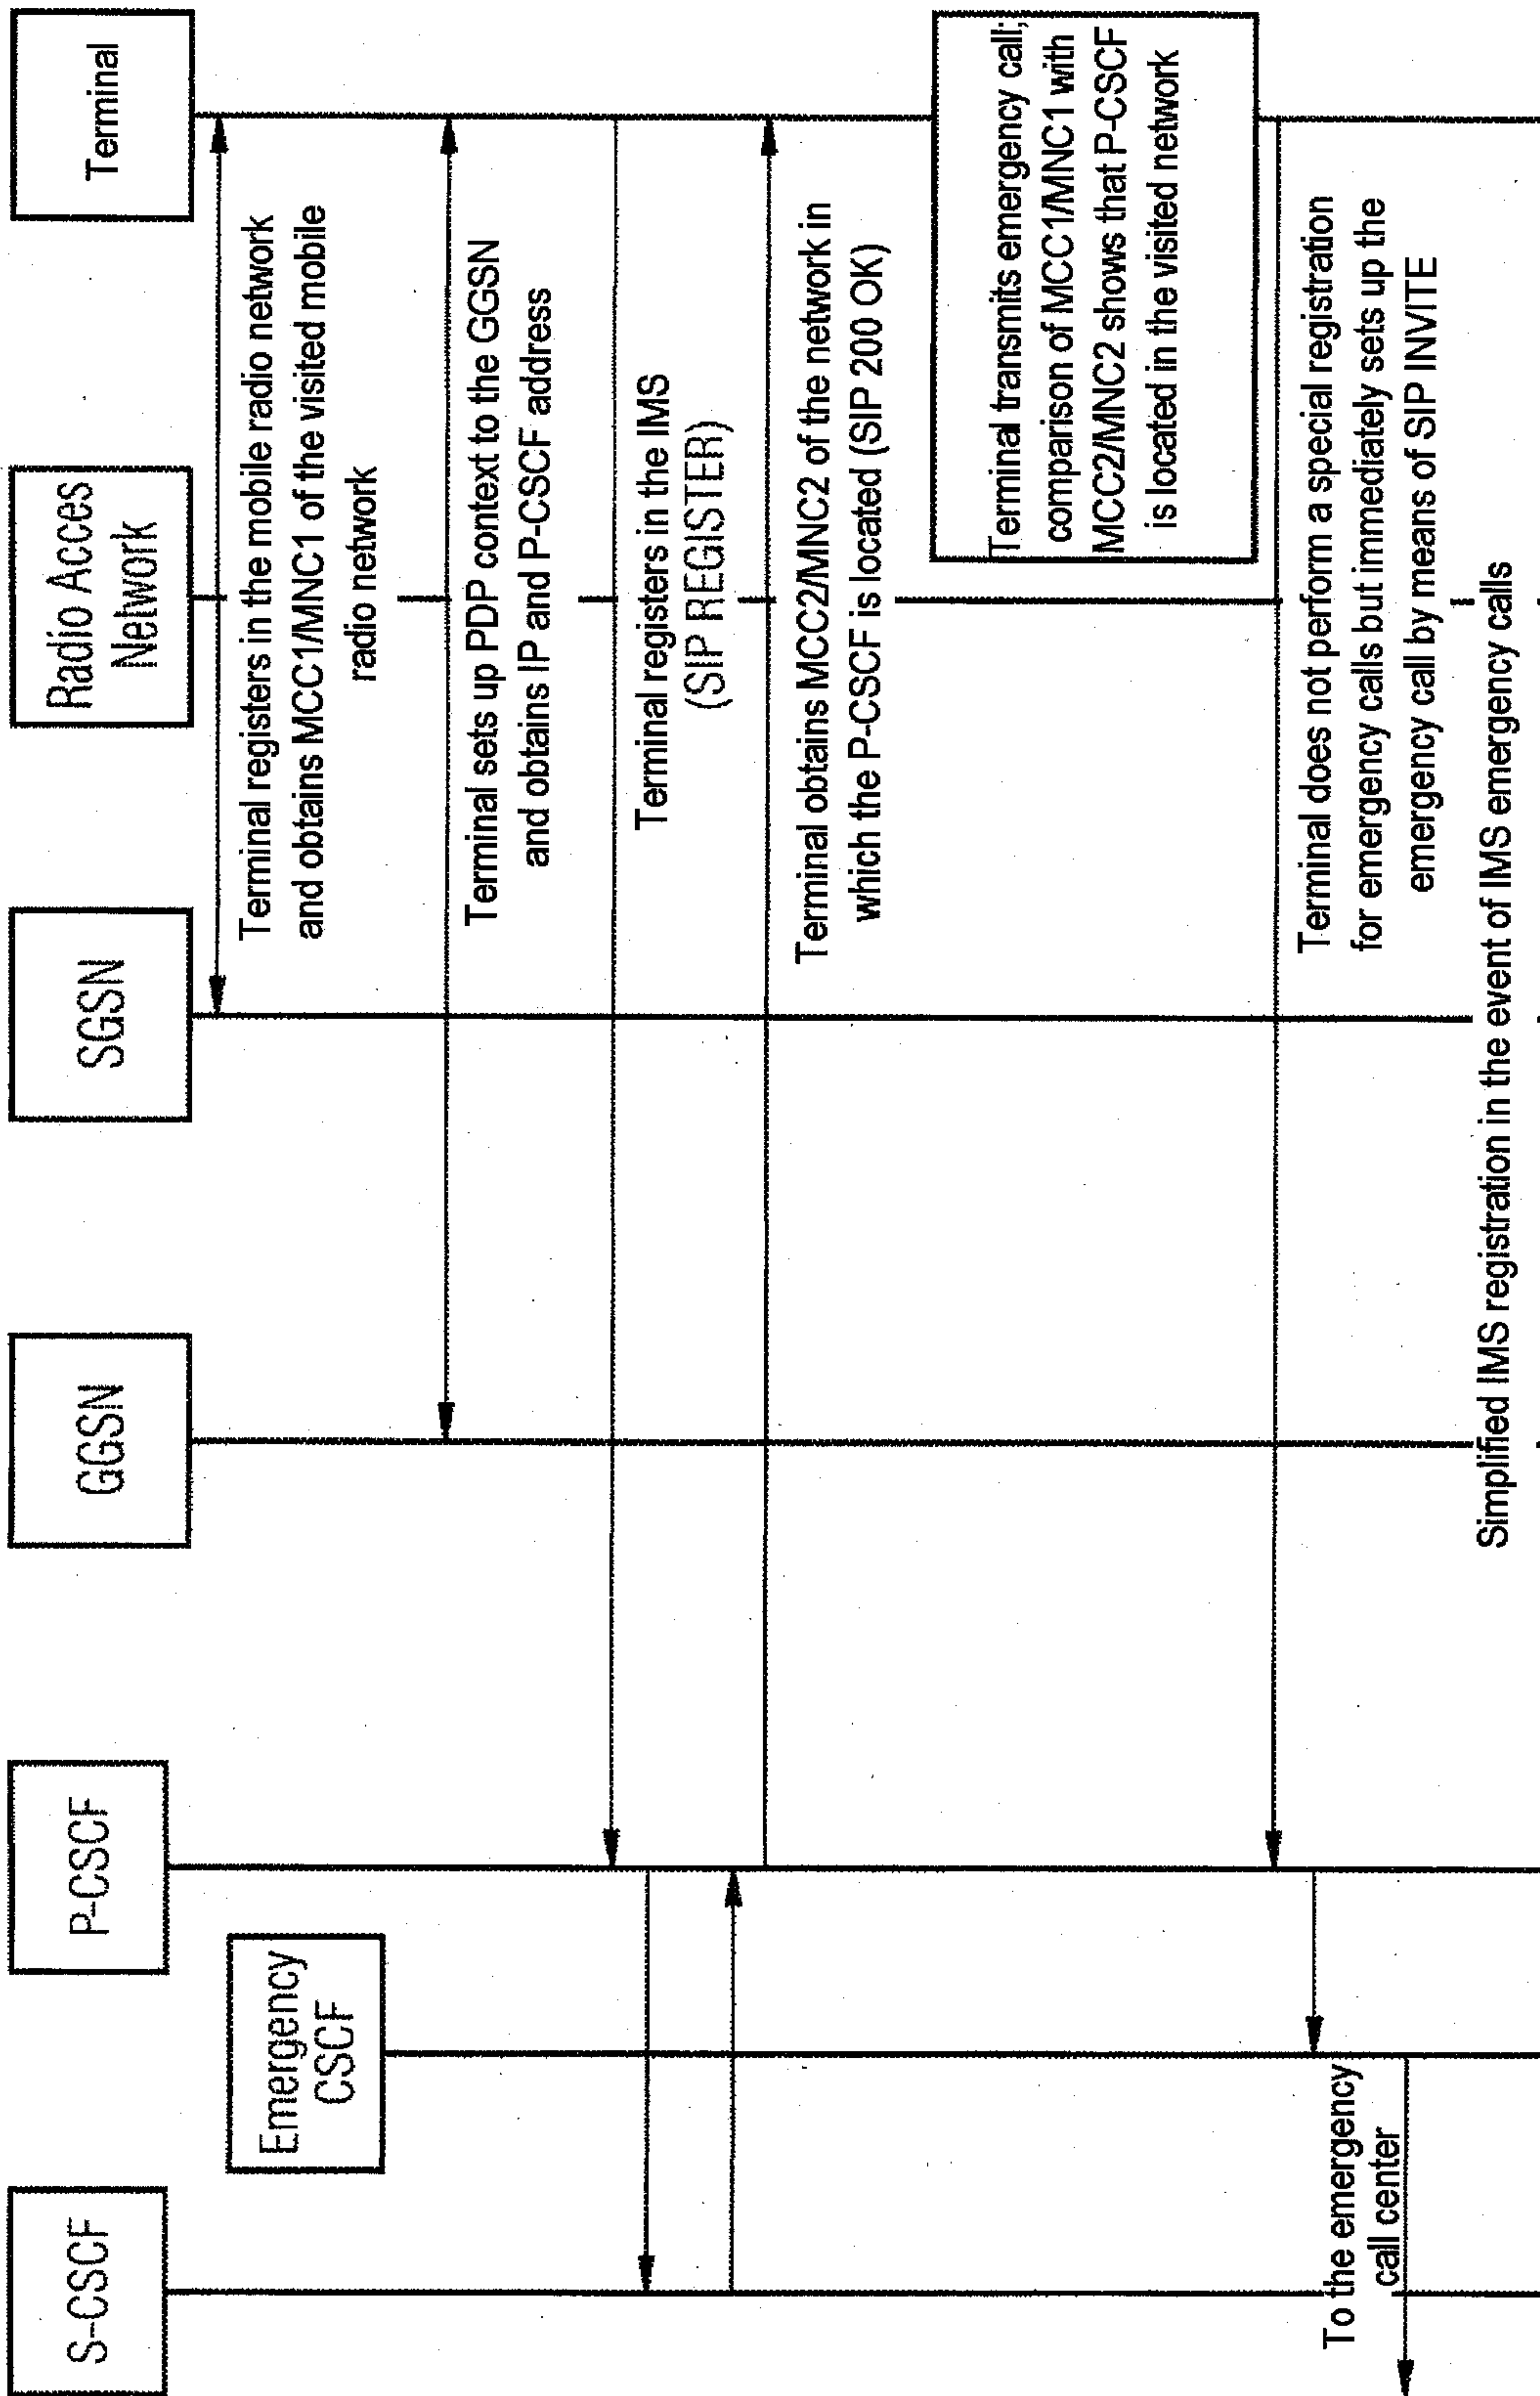 Terminal
Radio Acces
Network
SGSN
GGSN
P-CSCF
Emergency
CSCF
S-CSCF
Terminal registers in the mobile radio network
and obtains MCC1/MNC1 of the visited mobile
radio network
Terminal sets up PDP context to the GGSN
and obtains IP and P-CSCF address
Terminal registers in the IMS
(SIP REGISTER)
Terminal obtains MCC2/MNC2 of the network in
which the P-CSCF is located (SIP 200 OK)
Terminal transmits emergency call;
comparison of MCC1/MNC1 with
MCC2/MNC2 shows that P-CSCF
is located in the visited network
Terminal does not perform a special registration
for emergency calls but immediately sets up the
emergency call by means of SIP INVITE
To the emergency
call center
Simplified IMS registration in the event of IMS emergency calls